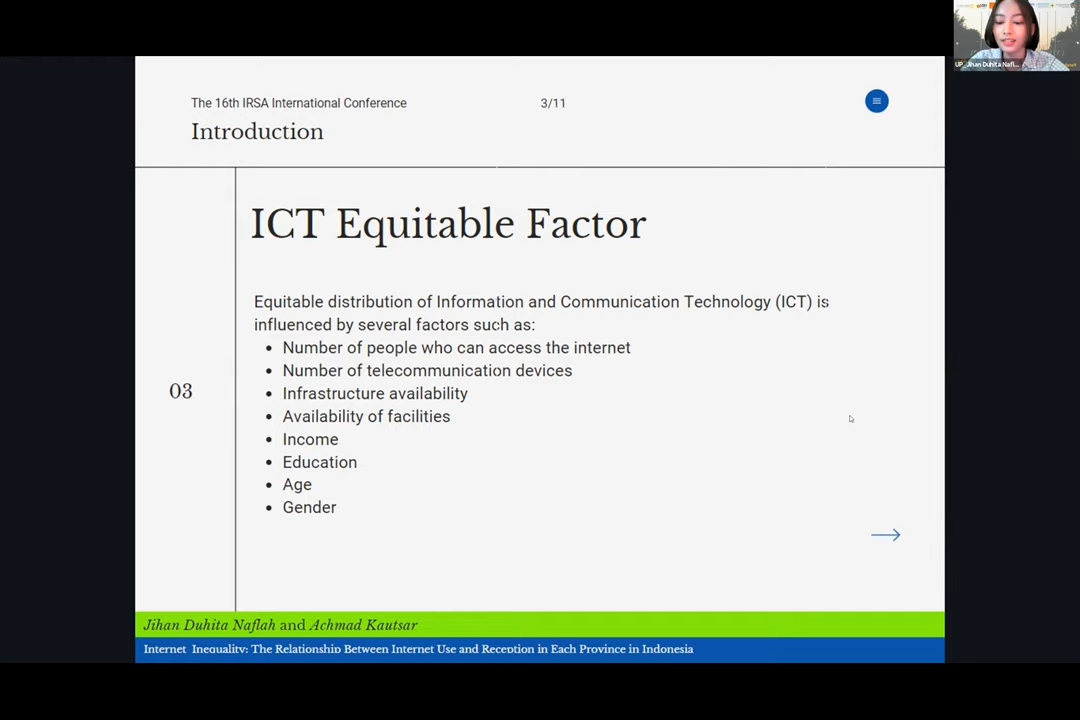 The 16th IRSA International Conference
3/11
Introduction
ICT Equitable Factor
Equitable distribution of Information and Communication Technology (ICT) is
influenced by several factors such as:
• Number of people who can access the internet
• Number of telecommunication devices
• Infrastructure availability
• Availability of facilities
• Income
• Education
• Age
• Gender
03
Jihan Duhita Naflah and Achmad Kautsar
Internet Inequality: The Relationship Between Internet Use and Reception in Each Province in Indonesia
UP_Jihan Duhita Nafl...